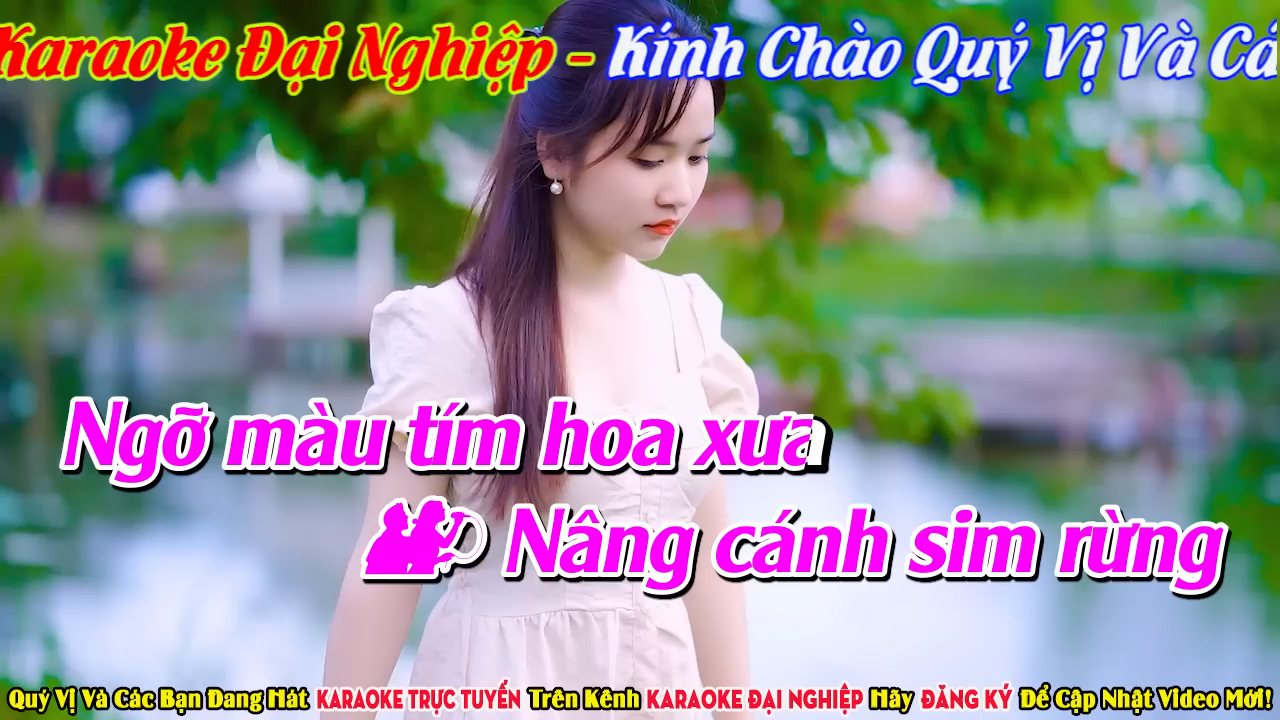 Karaoke Đại Nghiệp - Kính Chào Quý Vị Và Cá
Ngỡ màu tím hoa xưa
Nâng cánh sim rừng
Quý Vị Và Các Bạn Đang Hát KARAOKE TRỰC TUYẾN Trên Kênh KARAOKE ĐẠI NGHIỆP Hãy ĐĂNG KÝ Để Cập Nhật Video Mới!